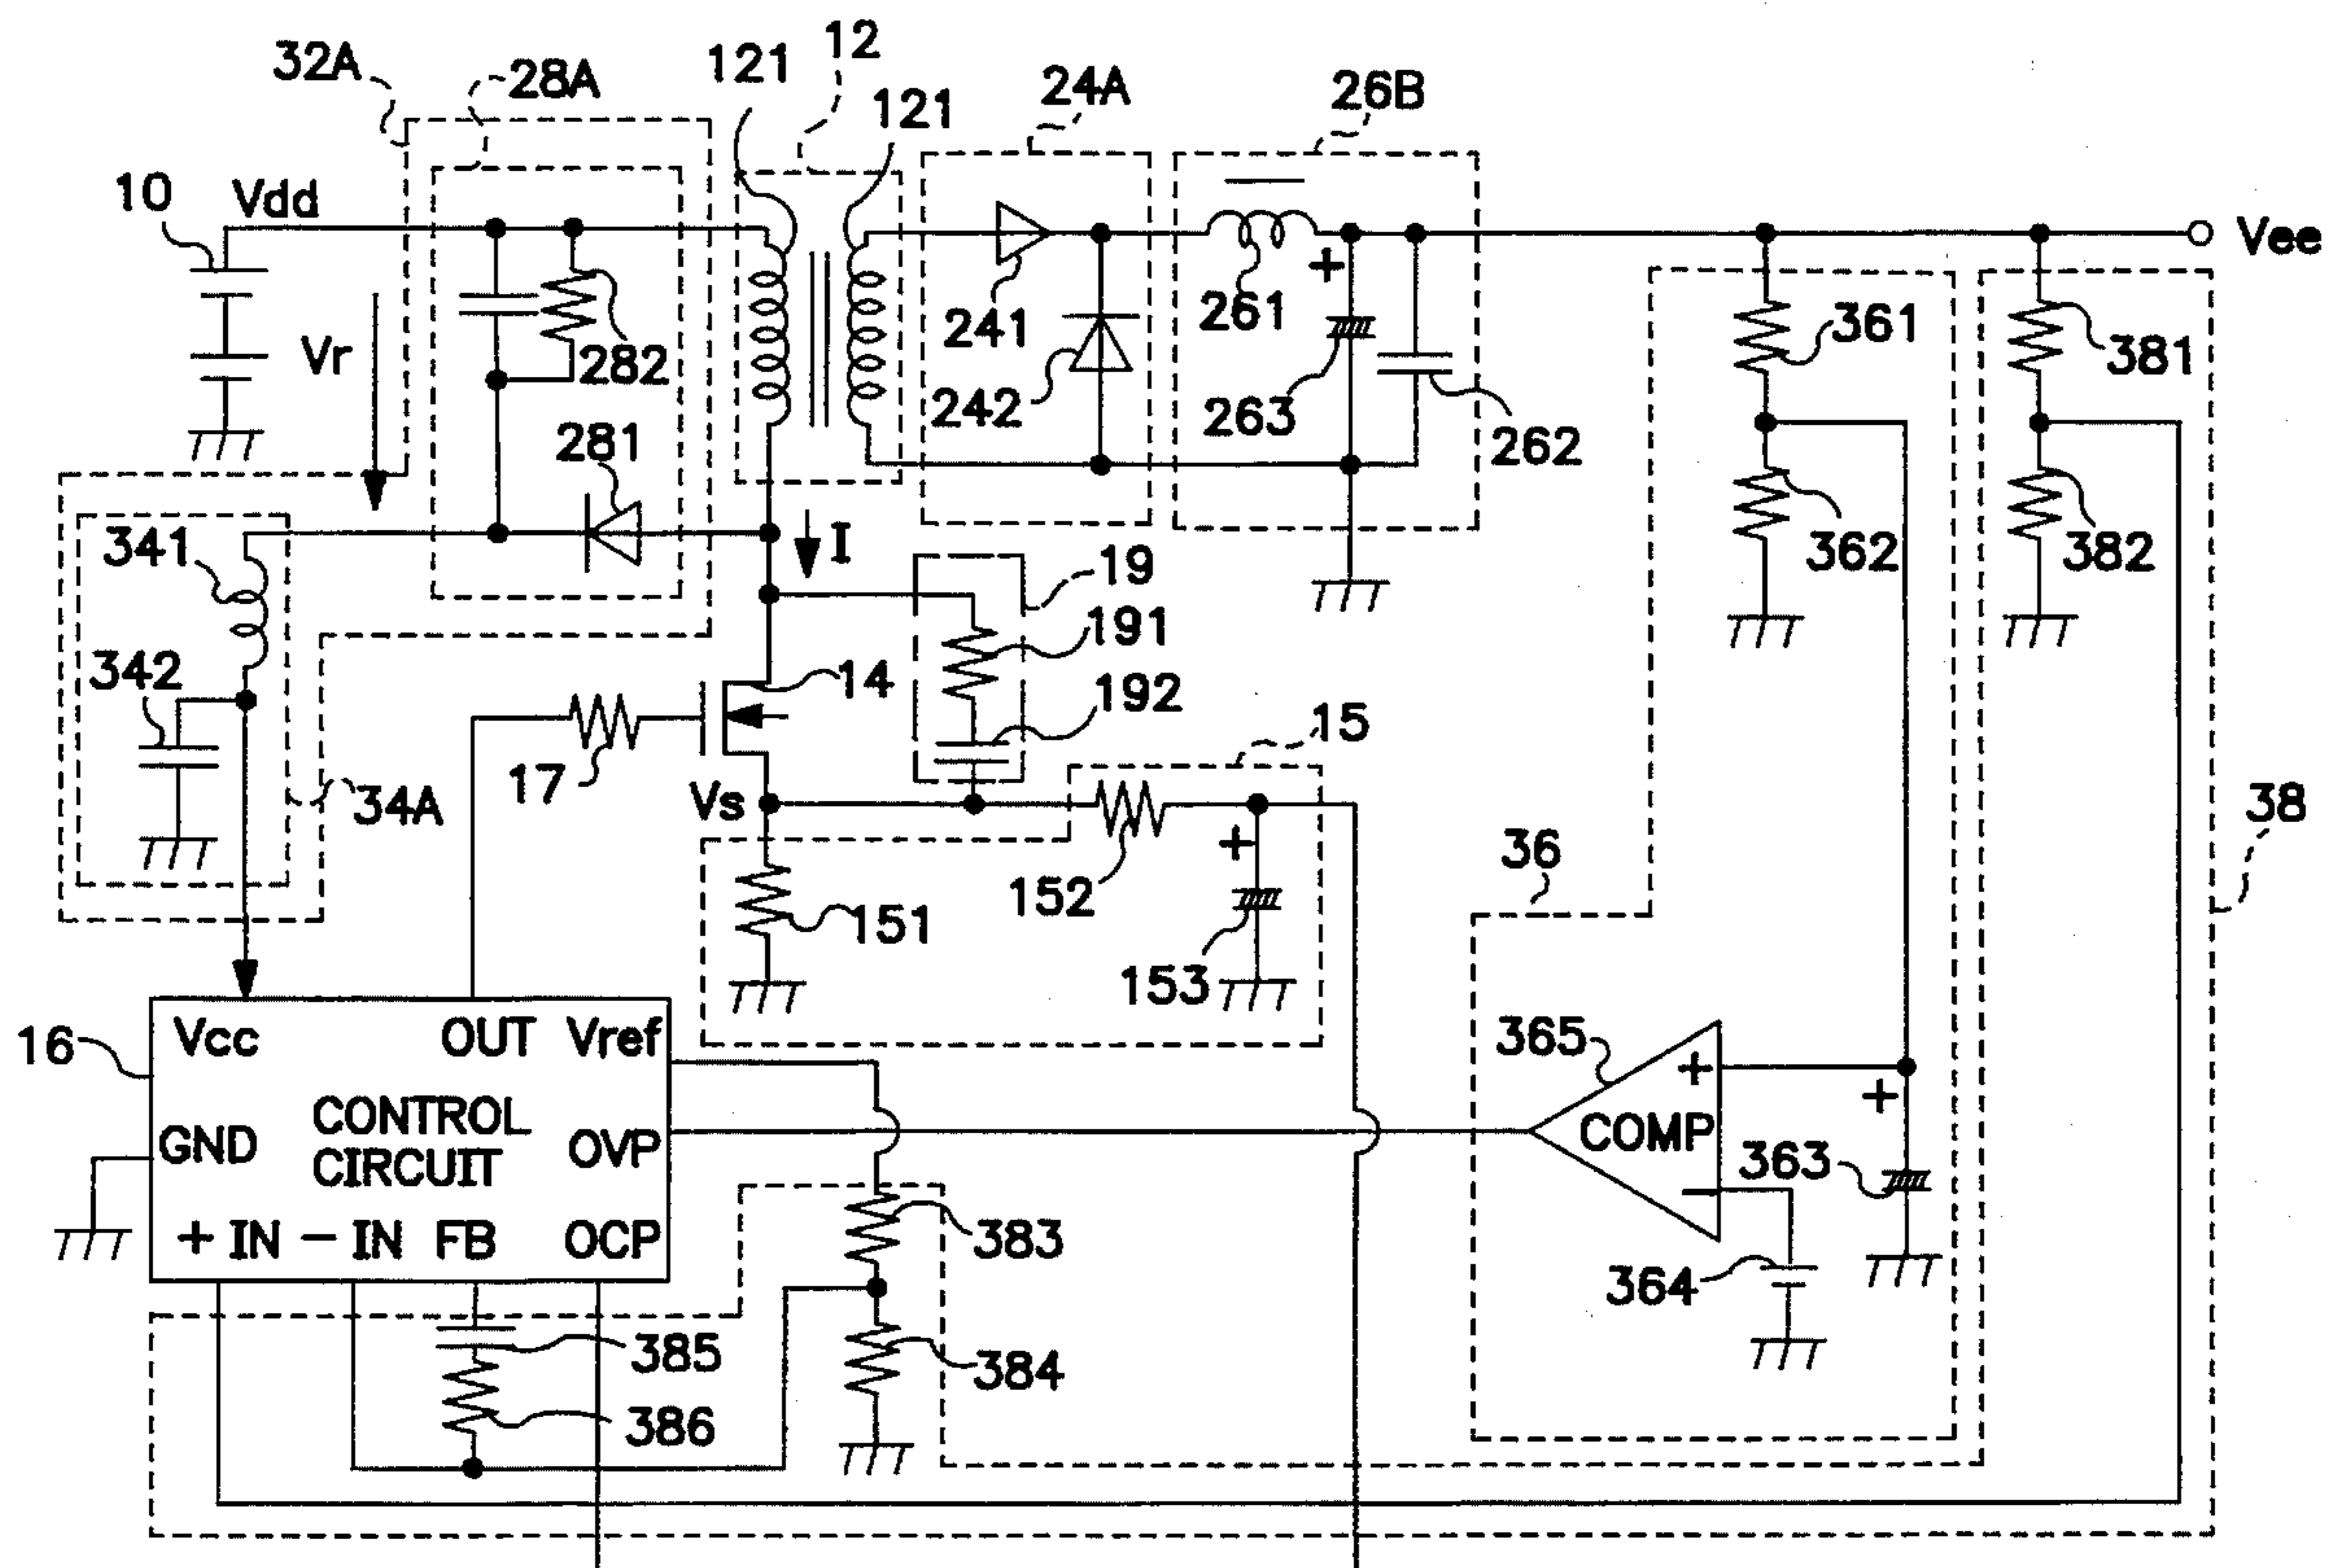 12
32A
28A
121
121
24A
26B
10
Vdd
Vee
Vr
282
241
242
+
261
263
262
361
381
281
341
I
19
362
382
191
342
14
192
15
17
Vs
34A
+
38
152
36
151
153
16
Vcc
OUT
Vref
365
+
+
CONTROL
CIRCUIT
GND
OVP
COMP
363
−
+ IN
− IN
FB
OCP
383
364
385
384
386